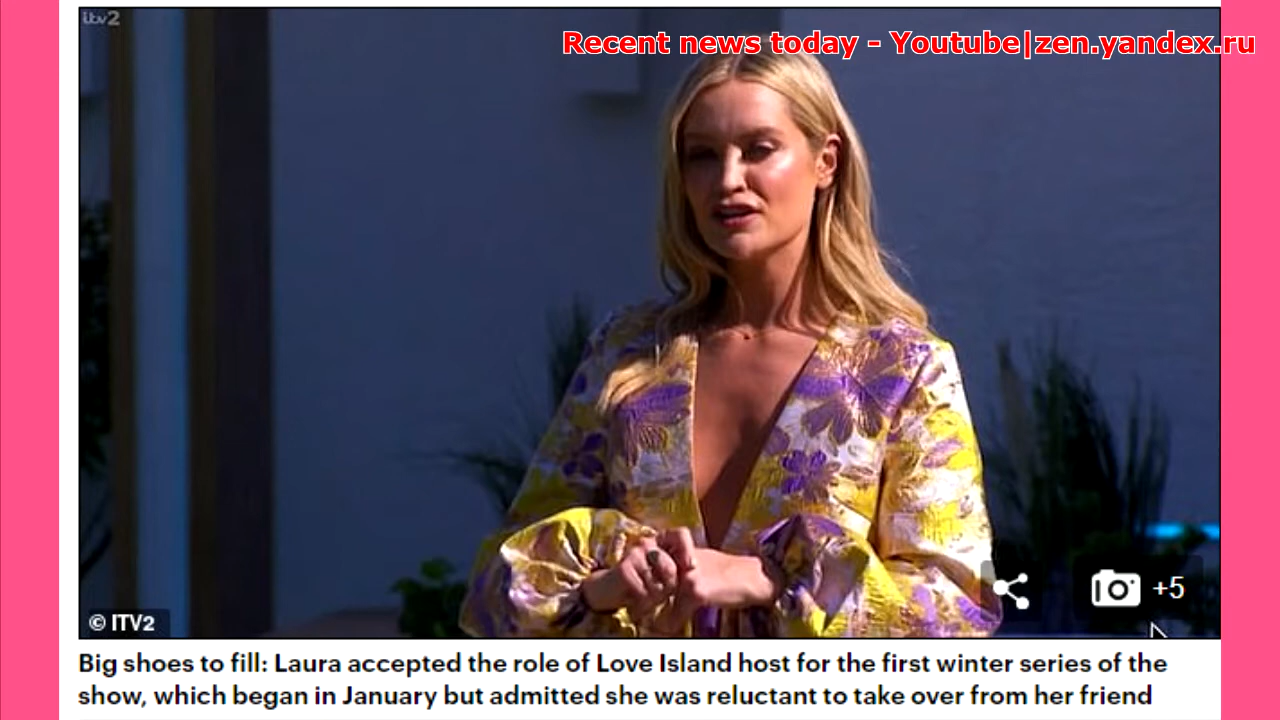 itv2
Recent news today - Youtube|zen.yandex.ru
+5
© ITV2
Big shoes to fill: Laura accepted the role of Love Island host for the first winter series of the
show, which began in January but admitted she was reluctant to take over from her friend